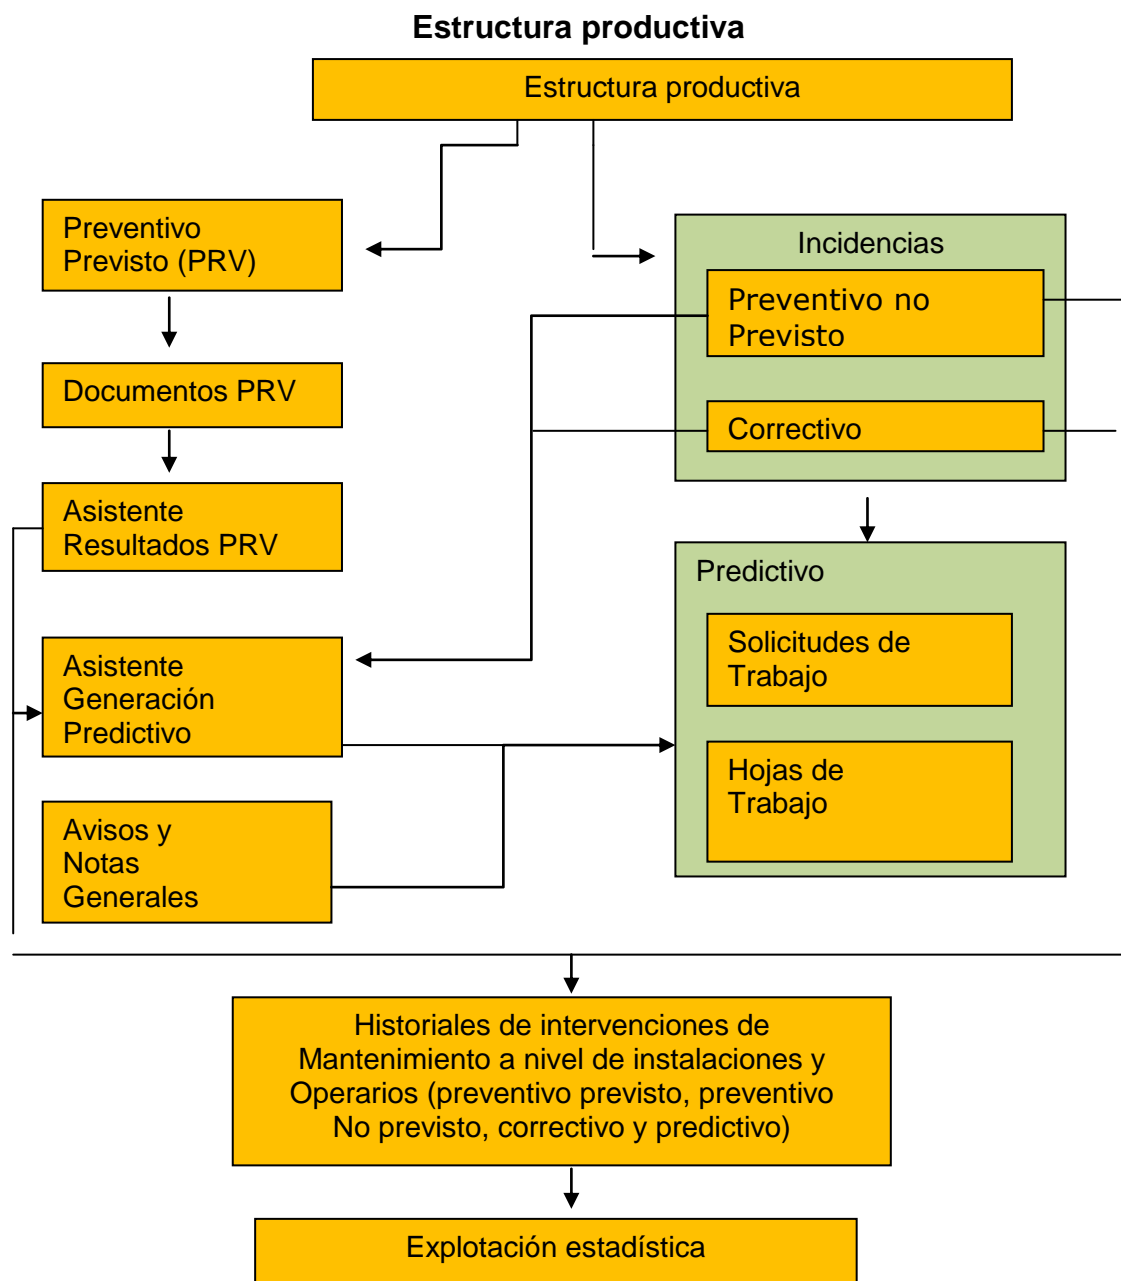 Estructura productiva
Estructura productiva
Preventivo
Previsto (PRV)
Documentos PRV
Asistente
Resultados PRV
Asistente
Generación
Predictivo
Avisos y
Notas
Generales
Incidencias
Preventivo no
Previsto
Correctivo
Predictivo
Solicitudes de
Trabajo
Hojas de
Trabajo
Historiales de intervenciones de
Mantenimiento a nivel de instalaciones y
Operarios (preventivo previsto, preventivo
No previsto, correctivo y predictivo)
Explotación estadística